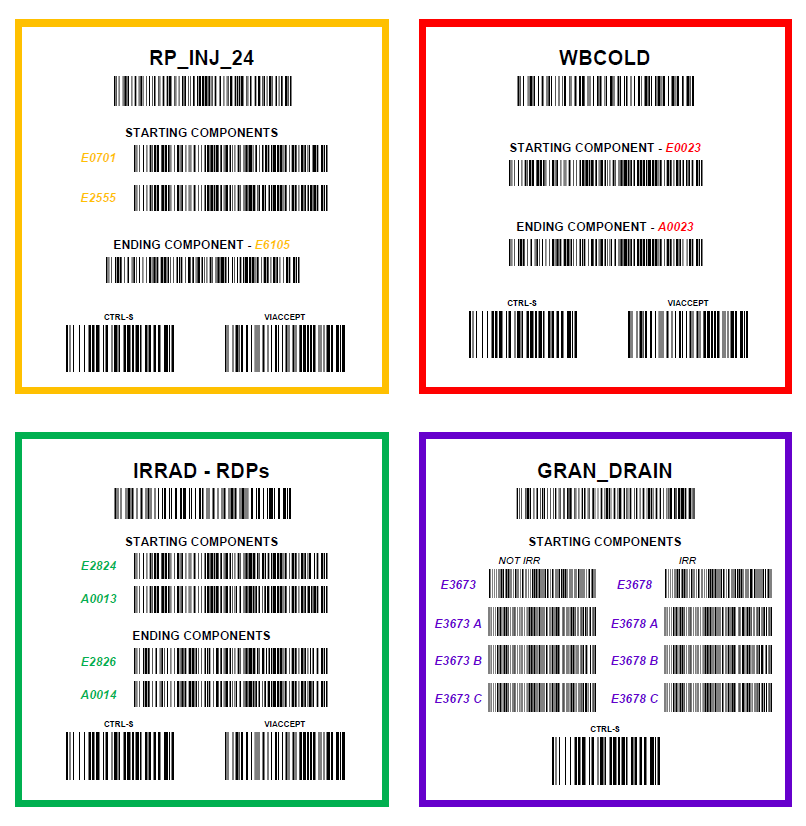 RP_INJ_24
STARTING COMPONENTS
E0701
E2555
ENDING COMPONENT - E6105
CTRL-S VIACCEPT
WBCOLD
STARTING COMPONENT - E0023
ENDING COMPONENT - A0023
CTRL-S VIACCEPT
IRRAD - RDPs
STARTING COMPONENTS
E2824
A0013
ENDING COMPONENTS
E2826
A0014
CTRL-S VIACCEPT
GRAN_DRAIN
STARTING COMPONENTS
NOT IRR IRR
E3673 E3678
E3673 A E3678 A
E3673 B E3678 B
E3673 C E3678 C
CTRL-S